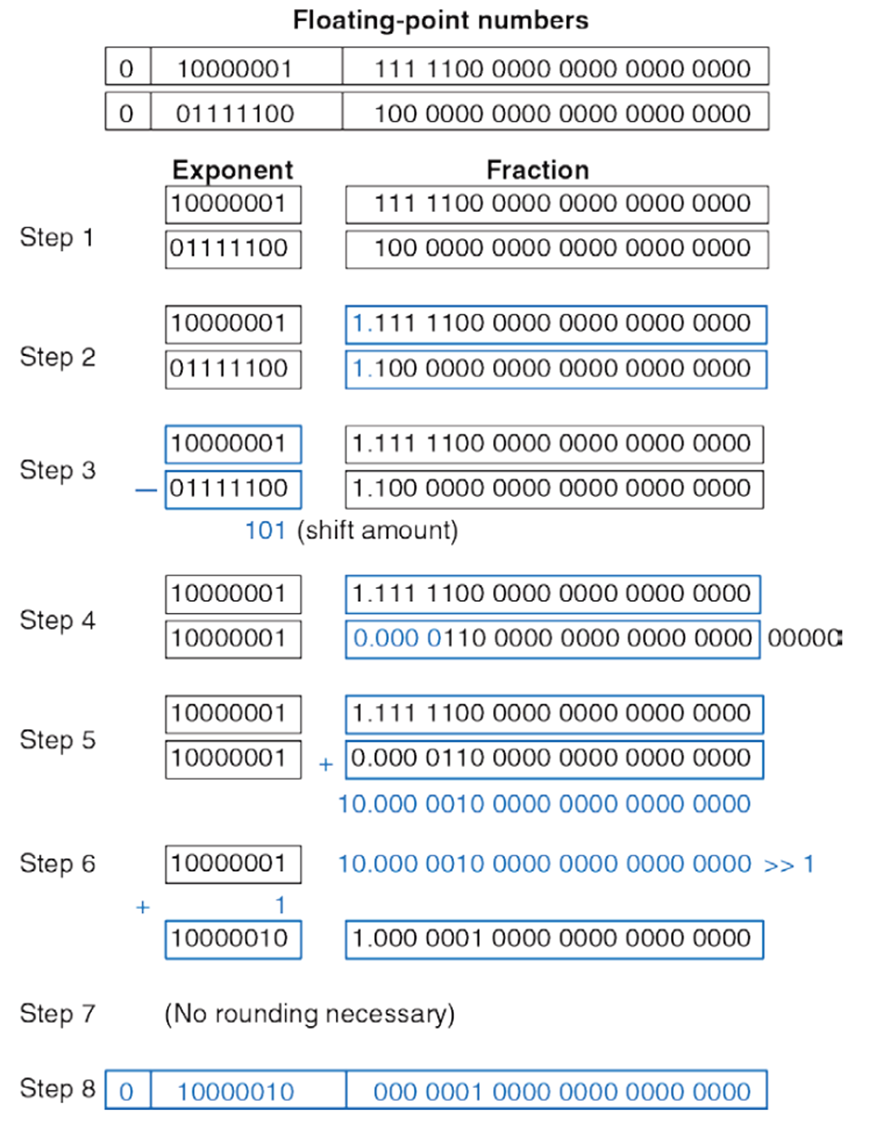 Floating-point numbers
0 10000001 111 1100 0000 0000 0000 0000
0 01111100 100 0000 0000 0000 0000 0000
Exponent Fraction
10000001 111 1100 0000 0000 0000 0000
Step 1
01111100 100 0000 0000 0000 0000 0000
10000001 1.111 1100 0000 0000 0000 0000
Step 2
01111100 1.100 0000 0000 0000 0000 0000
10000001 1.111 1100 0000 0000 0000 0000
Step 3
– 01111100 1.100 0000 0000 0000 0000 0000
101 (shift amount)
10000001 1.111 1100 0000 0000 0000 0000
Step 4
10000001 0.000 0110 0000 0000 0000 0000 00000
10000001 1.111 1100 0000 0000 0000 0000
Step 5
10000001 + 0.000 0110 0000 0000 0000 0000
10.000 0010 0000 0000 0000 0000
Step 6 10000001 10.000 0010 0000 0000 0000 0000 >> 1
+ 1
10000010 1.000 0001 0000 0000 0000 0000
Step 7 (No rounding necessary)
Step 8 0 10000010 000 0001 0000 0000 0000 0000